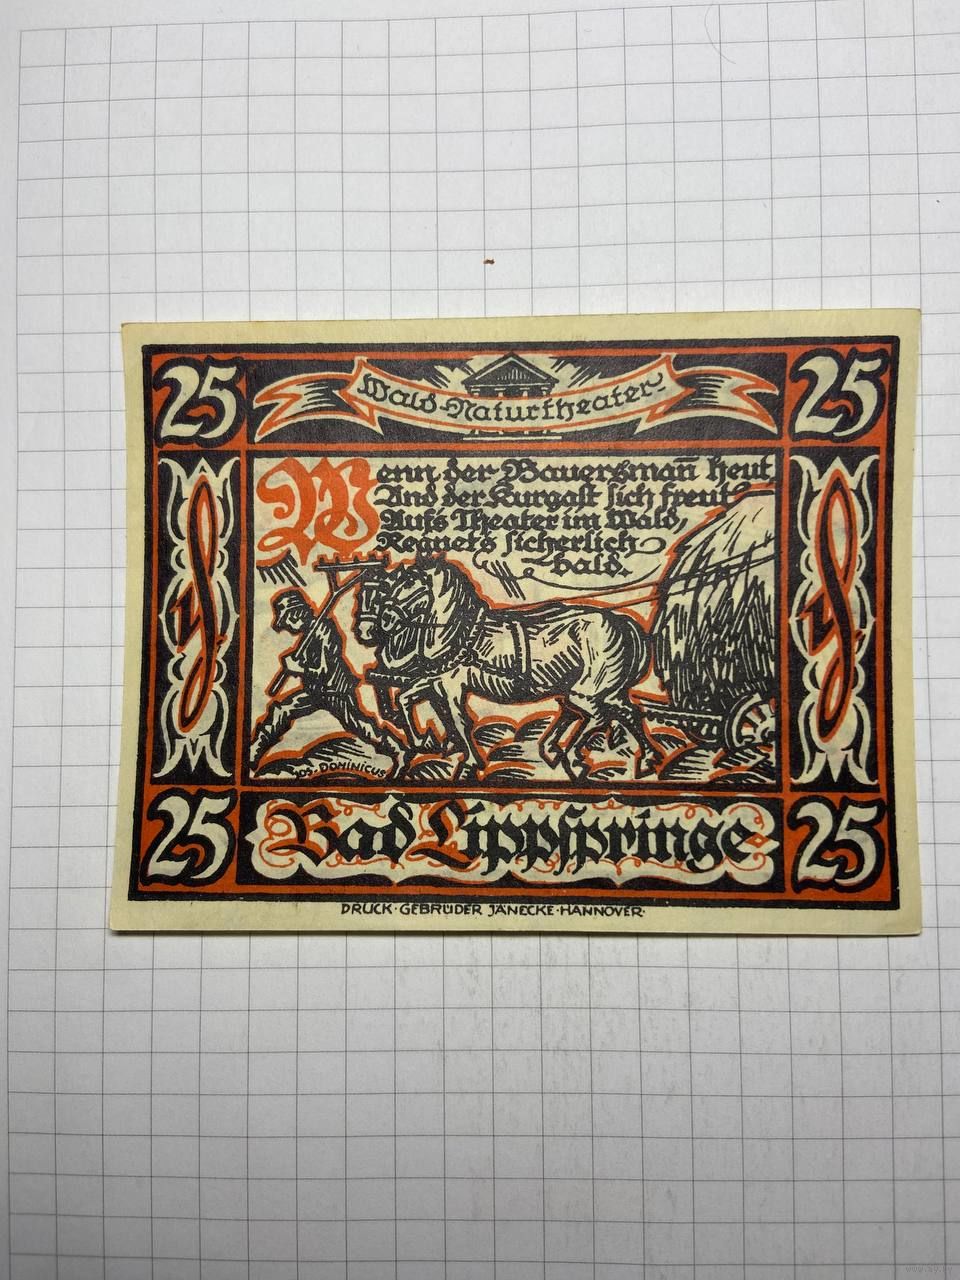 25
Wald-Naturtheater
25
Wenn der Bauersman̄ heut
Und der Kurgast sich freut
Aufs Theater im Wald,
Regnet's sicherlich
bald.
JOS-DOMINICUS
25
Bad Lippspringe
25
DRUCK·GEBRÜDER JÄNECKE·HANNOVER·